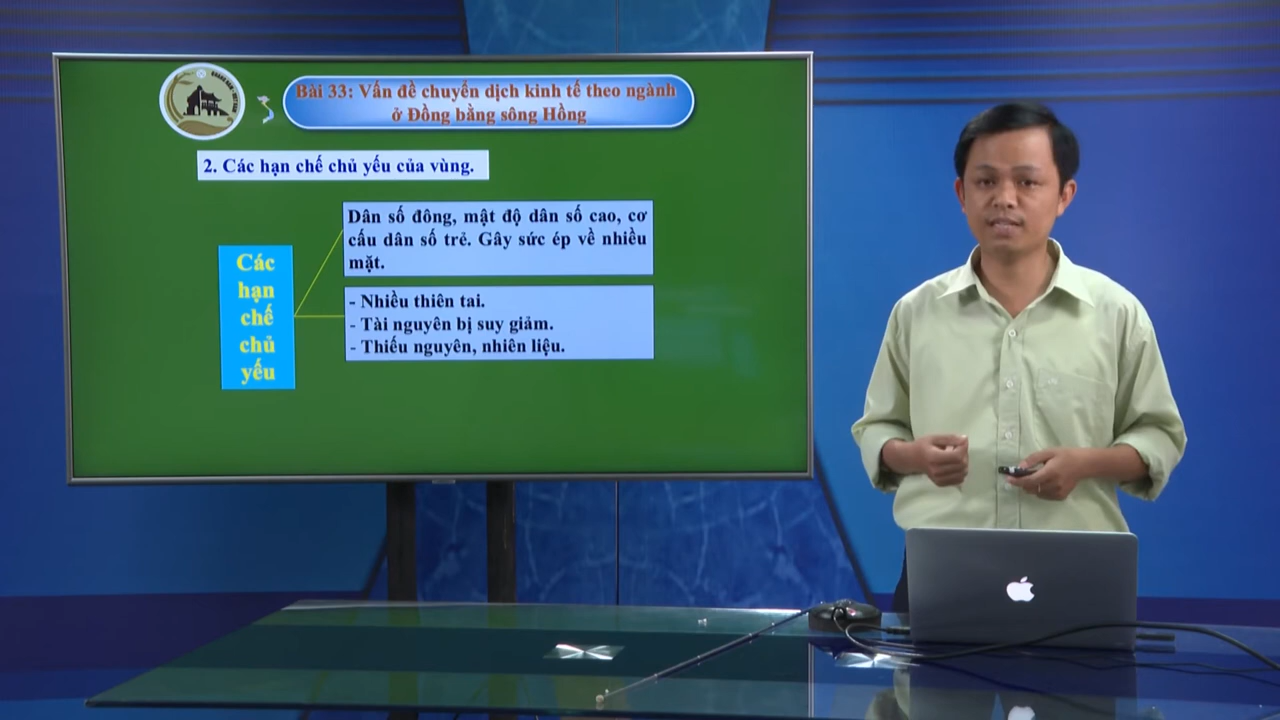 Bài 33: Vấn đề chuyển dịch kinh tế theo ngành
ở Đồng bằng sông Hồng
2. Các hạn chế chủ yếu của vùng.
Dân số đông, mật độ dân số cao, cơ
cấu dân số trẻ. Gây sức ép về nhiều
mặt.
Các
hạn
chế
chủ
yếu
- Nhiều thiên tai.
- Tài nguyên bị suy giảm.
- Thiếu nguyên, nhiên liệu.